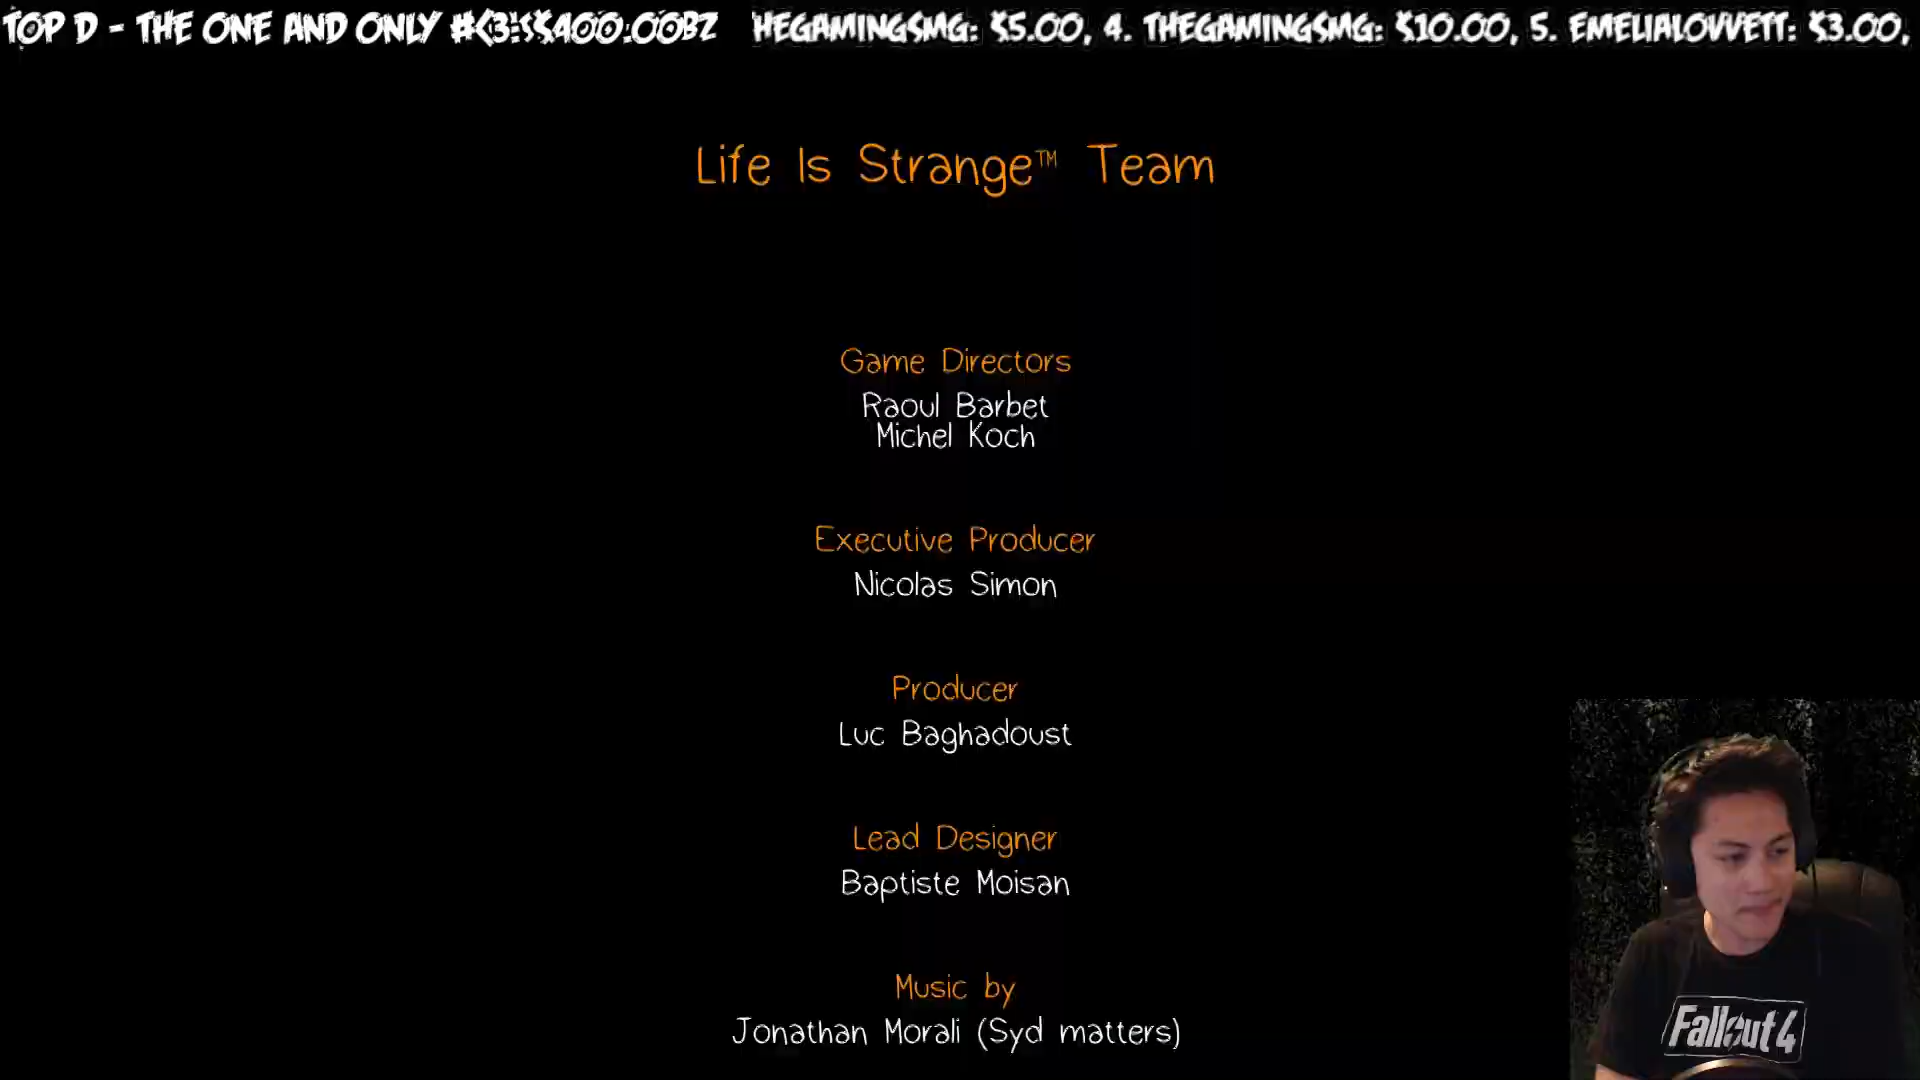 TOP D - THE ONE AND ONLY
HEGAMINGSMG: $5.00, 4. THEGAMINGSMG: $10.00, 5. EMELIALOVVETT: $3.00,
Life Is Strange™ Team
Game Directors
Raoul Barbet
Michel Koch
Executive Producer
Nicolas Simon
Producer
Luc Baghadoust
Lead Designer
Baptiste Moisan
Music by
Jonathan Morali (Syd matters)
Fallout 4